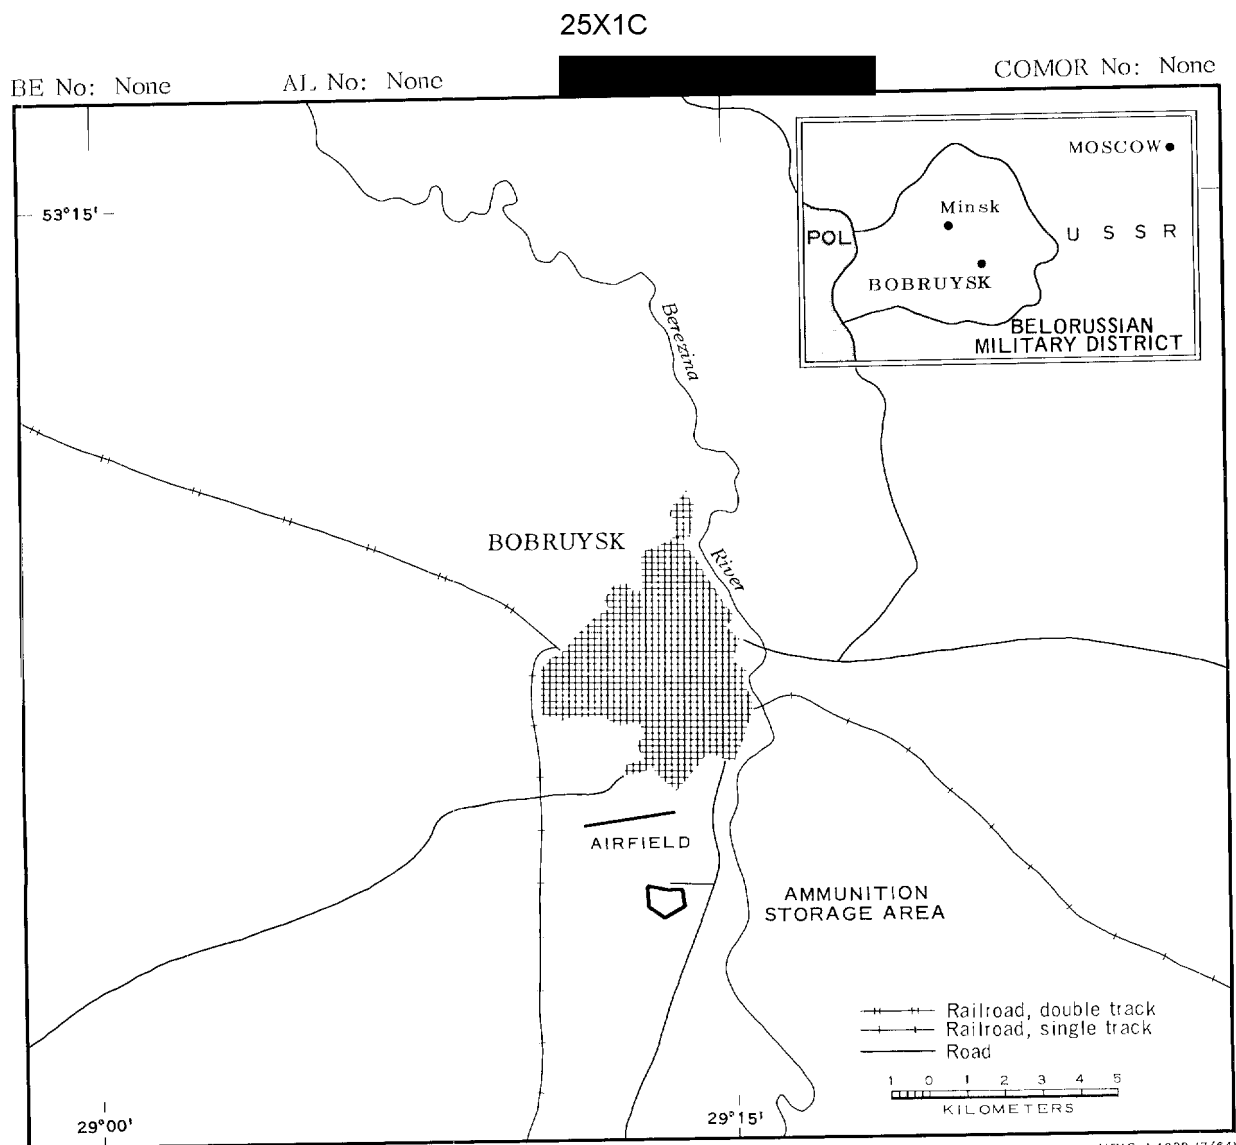 25X1C
BE No: None
AL No: None
COMOR No: None
53°15'
MOSCOW
Minsk
POL
U S S R
BOBRUYSK
BELORUSSIAN
MILITARY DISTRICT
Berezina
BOBRUYSK
River
AIRFIELD
AMMUNITION
STORAGE AREA
Railroad, double track
Railroad, single track
Road
1 0 1 2 3 4 5
KILOMETERS
29°00'
29°15'